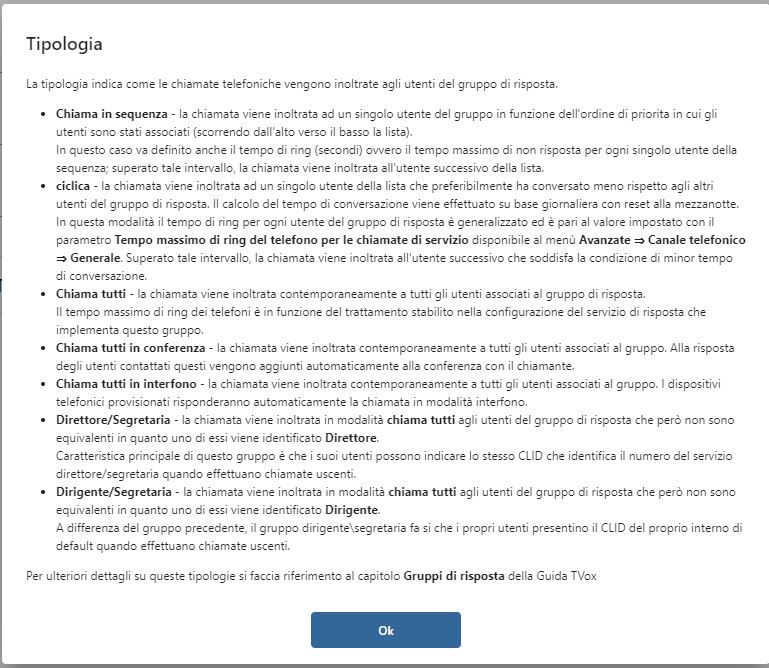 Tipologia
La tipologia indica come le chiamate telefoniche vengono inoltrate agli utenti del gruppo di risposta.
• Chiama in sequenza - la chiamata viene inoltrata ad un singolo utente del gruppo in funzione dell'ordine di priorita in cui gli
utenti sono stati associati (scorrendo dall'alto verso il basso la lista).
In questo caso va definito anche il tempo di ring (secondi) ovvero il tempo massimo di non risposta per ogni singolo utente della
sequenza; superato tale intervallo, la chiamata viene inoltrata all'utente successivo della lista.
• ciclica - la chiamata viene inoltrata ad un singolo utente della lista che preferibilmente ha conversato meno rispetto agli altri
utenti del gruppo di risposta. Il calcolo del tempo di conversazione viene effettuato su base giornaliera con reset alla mezzanotte.
In questa modalità il tempo di ring per ogni utente del gruppo di risposta è generalizzato ed è pari al valore impostato con il
parametro Tempo massimo di ring del telefono per le chiamate di servizio disponibile al menù Avanzate ⇒ Canale telefonico
⇒ Generale. Superato tale intervallo, la chiamata viene inoltrata all'utente successivo che soddisfa la condizione di minor tempo
di conversazione.
• Chiama tutti - la chiamata viene inoltrata contemporaneamente a tutti gli utenti associati al gruppo di risposta.
Il tempo massimo di ring dei telefoni è in funzione del trattamento stabilito nella configurazione del servizio di risposta che
implementa questo gruppo.
• Chiama tutti in conferenza - la chiamata viene inoltrata contemporaneamente a tutti gli utenti associati al gruppo. Alla risposta
degli utenti contattati questi vengono aggiunti automaticamente alla conferenza con il chiamante.
• Chiama tutti in interfono - la chiamata viene inoltrata contemporaneamente a tutti gli utenti associati al gruppo. I dispositivi
telefonici provisionati risponderanno automaticamente la chiamata in modalità interfono.
• Direttore/Segretaria - la chiamata viene inoltrata in modalità chiama tutti agli utenti del gruppo di risposta che però non sono
equivalenti in quanto uno di essi viene identificato Direttore.
Caratteristica principale di questo gruppo è che i suoi utenti possono indicare lo stesso CLID che identifica il numero del servizio
direttore/segretaria quando effettuano chiamate uscenti.
• Dirigente/Segretaria - la chiamata viene inoltrata in modalità chiama tutti agli utenti del gruppo di risposta che però non sono
equivalenti in quanto uno di essi viene identificato Dirigente.
A differenza del gruppo precedente, il gruppo dirigente\segretaria fa si che i propri utenti presentino il CLID del proprio interno di
default quando effettuano chiamate uscenti.
Per ulteriori dettagli su queste tipologie si faccia riferimento al capitolo Gruppi di risposta della Guida TVox
Ok